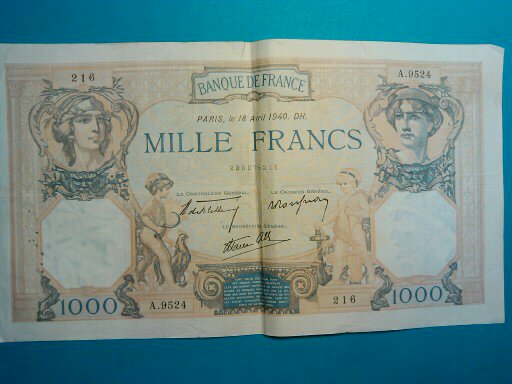 BANQUE DE FRANCE
216
A.9524
PARIS, le 18 Avril 1940. DH.
MILLE FRANCS
238079216
LE CONTROLEUR GÉNÉRAL,
LE CAISSIER GÉNÉRAL,
LE SECRÉTAIRE GÉNÉRAL,
1000
A.9524
216
1000